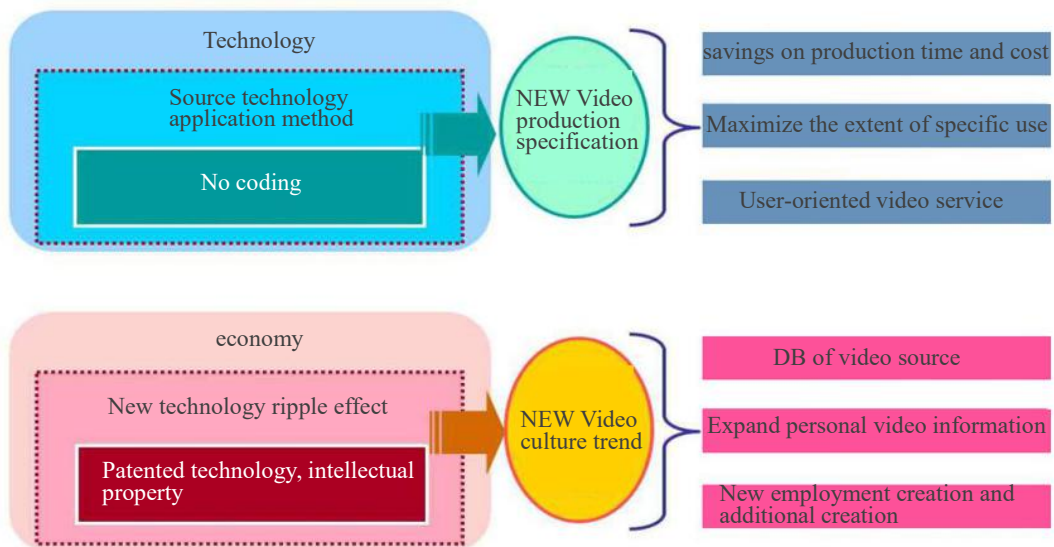 Technology
Source technology
application method
No coding
NEW Video
production
specification
savings on production time and cost
Maximize the extent of specific use
User-oriented video service
economy
New technology ripple effect
Patented technology, intellectual
property
NEW Video
culture trend
DB of video source
Expand personal video information
New employment creation and
additional creation